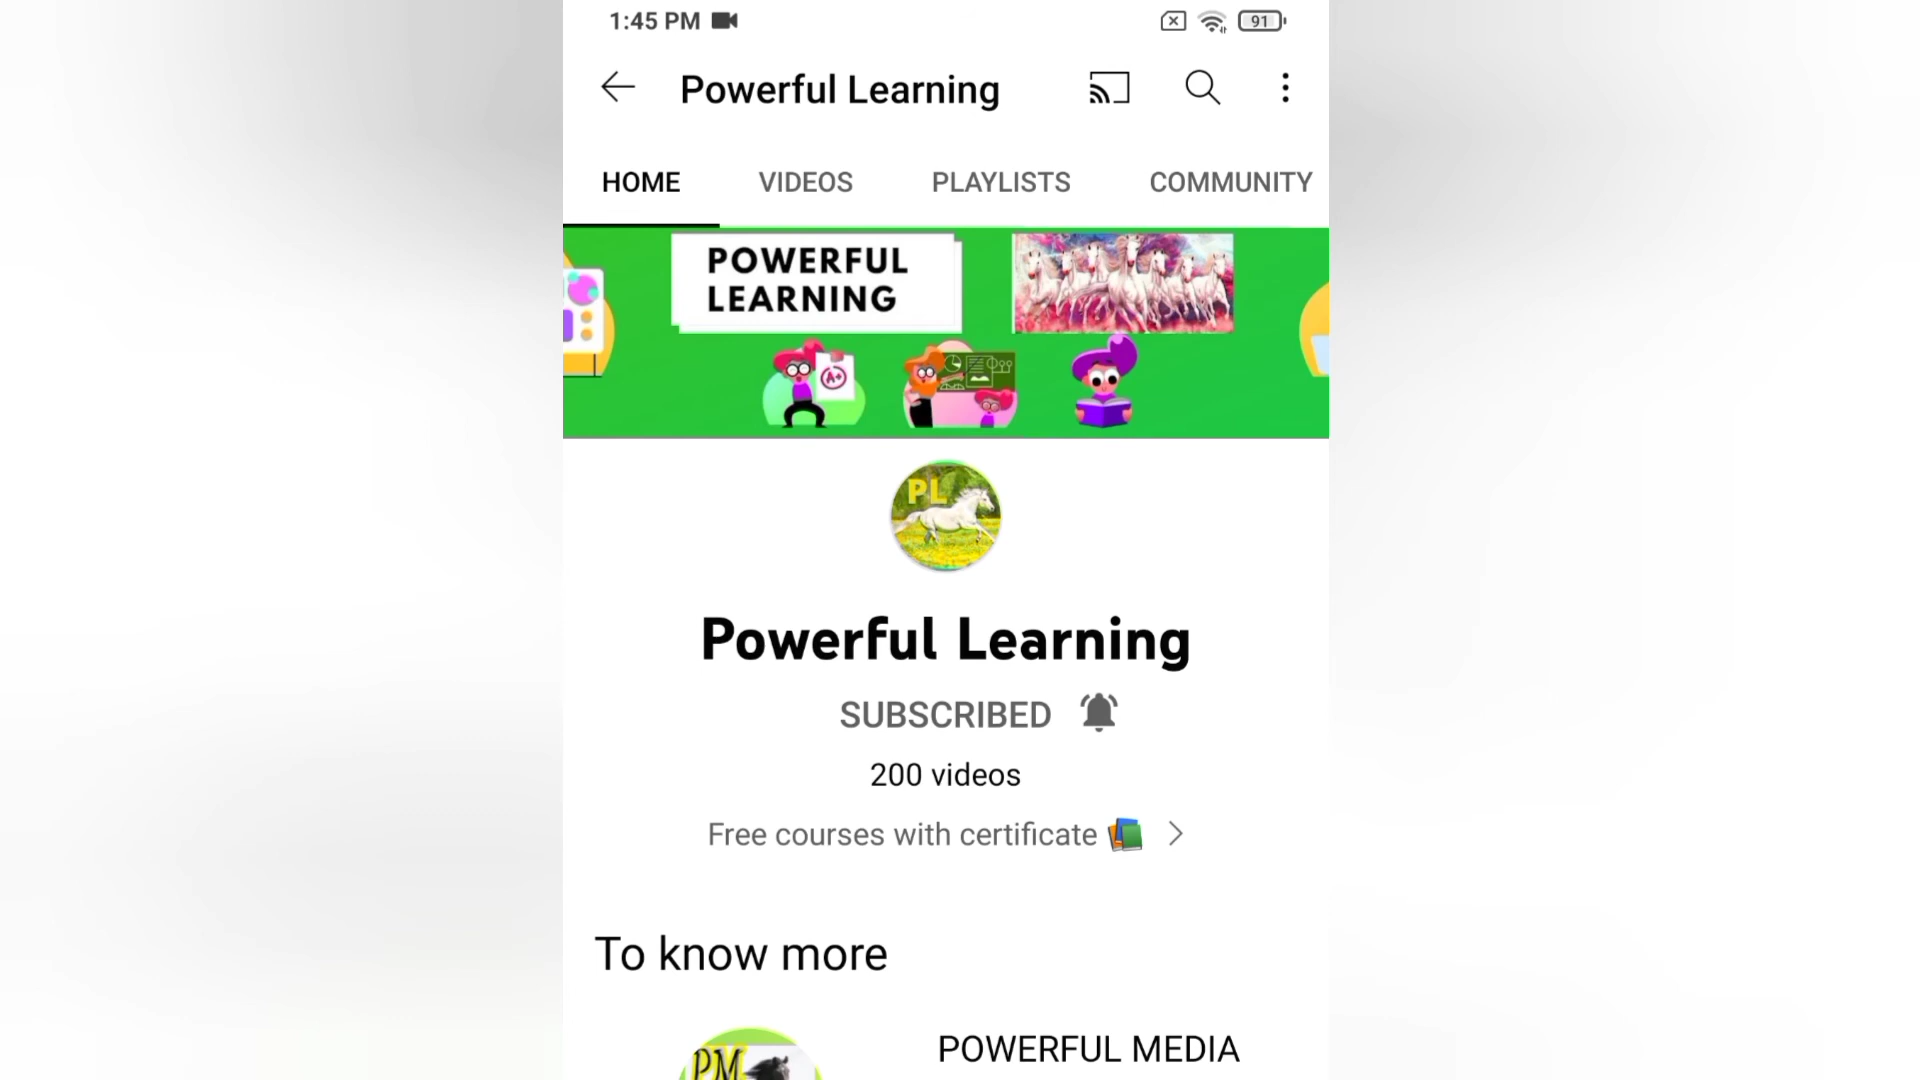 1:45 PM
91
Powerful Learning
HOME VIDEOS PLAYLISTS COMMUNITY
POWERFUL
LEARNING
A+
PL
Powerful Learning
SUBSCRIBED
200 videos
Free courses with certificate
To know more
PM
POWERFUL MEDIA